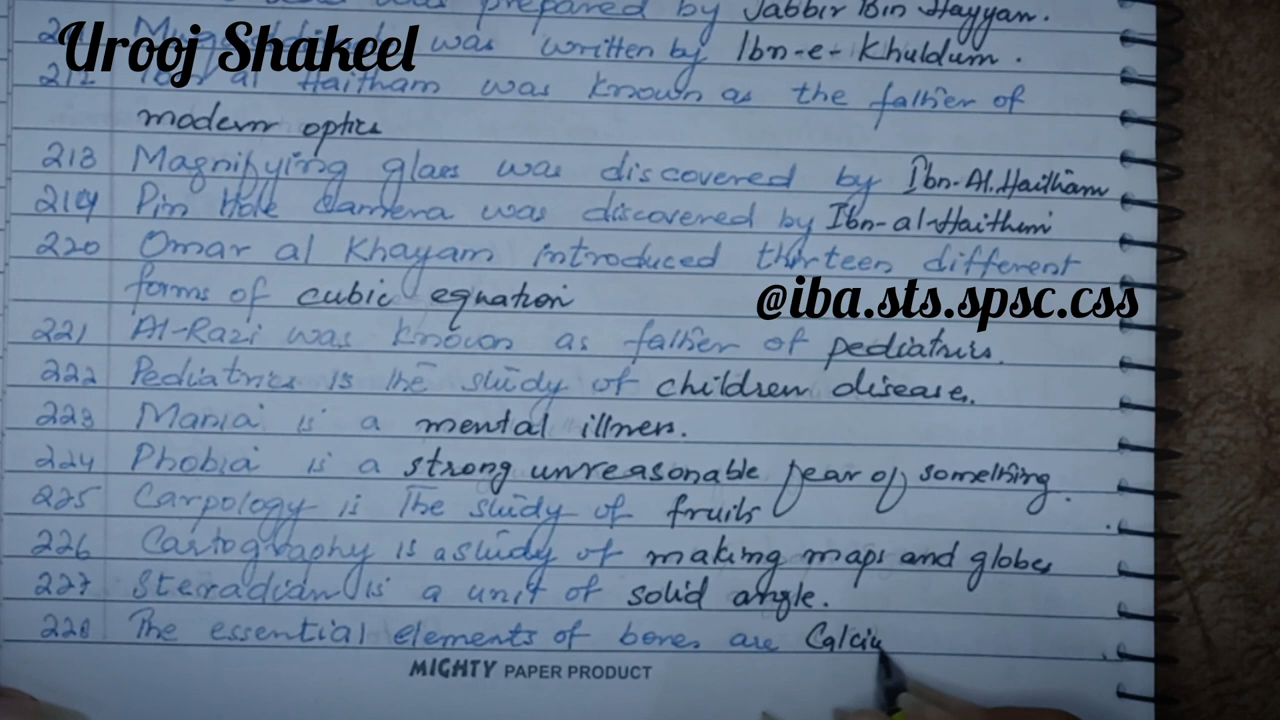 was prepared by Jabbir Bin Hayyan.
Urooj Shakeel
was written by Ibn-e-Khuldum.
al Haitham was known as the father of
modern optics
218 Magnifying glass was discovered by Ibn-Al.Haitham
219 Pin Hole Camera was discovered by Ibn-al-Haithm
220 Omar al Khayam introduced thirteen different
forms of cubic equation
@iba.sts.spsc.css
221 Al-Razi was known as father of pediatrics.
222 Pediatrics is the study of children disease.
223 Mania is a mental illness.
224 Phobia is a strong unreasonable fear of something.
225 Carpology is the study of fruits
226 Cartography is a study of making maps and globes
227 Steradian is a unit of solid angle.
228 The essential elements of bones are Calciu
MIGHTY PAPER PRODUCT